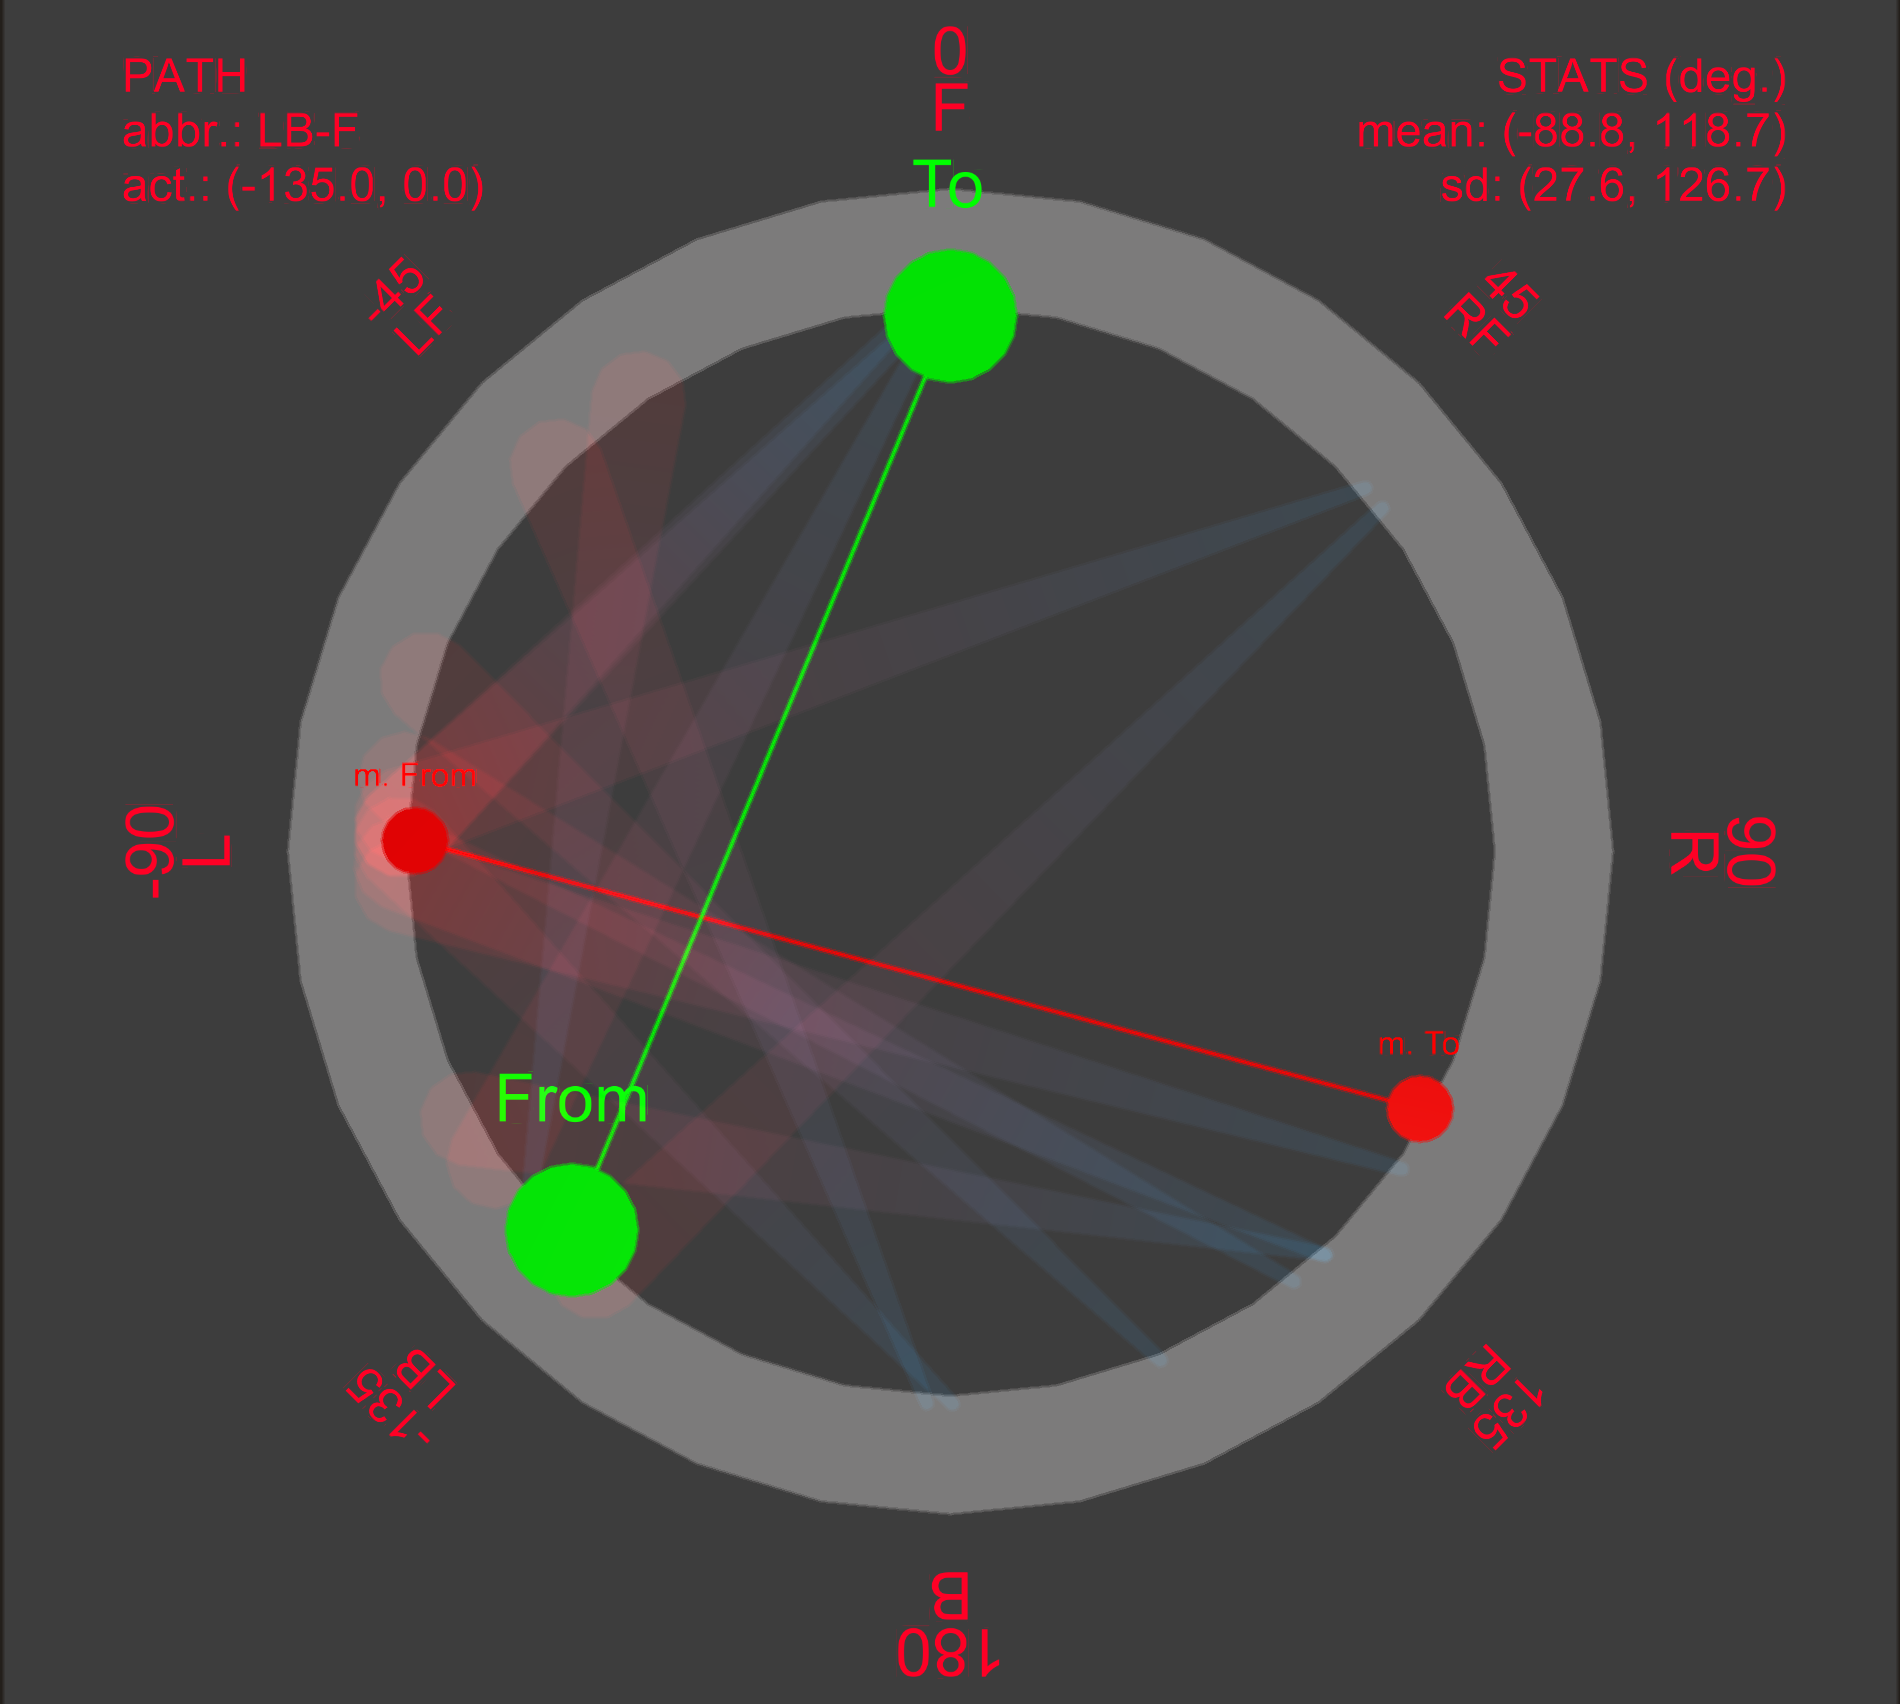 PATH
abbr.: LB-F
act.: (-135.0, 0.0)
0
F
STATS (deg.)
mean: (-88.8, 118.7)
sd: (27.6, 126.7)
To
-45
LF
45
RF
m. From
-90
L
90
R
m. To
From
LB
-135
RB
135
B
180